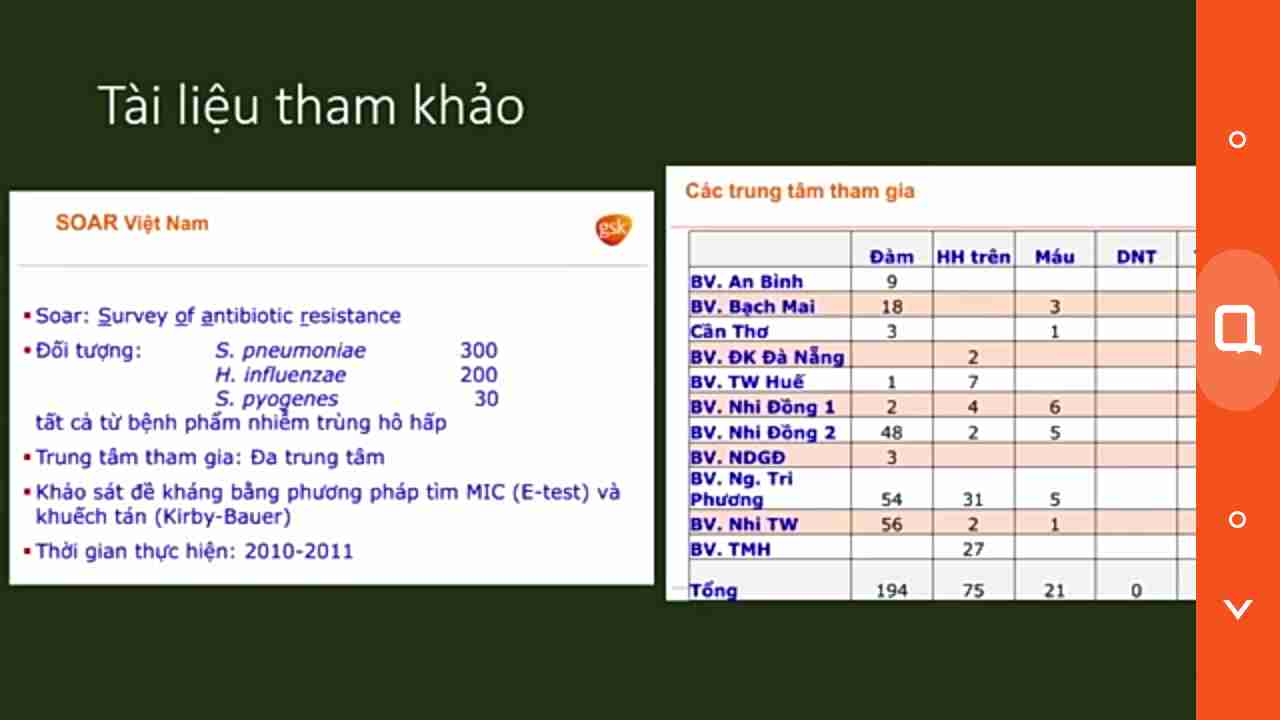 Tài liệu tham khảo
SOAR Việt Nam
gsk
Soar: Survey of antibiotic resistance
Đối tượng: S. pneumoniae 300
H. influenzae 200
S. pyogenes 30
tất cả từ bệnh phẩm nhiễm trùng hô hấp
Trung tâm tham gia: Đa trung tâm
Khảo sát đề kháng bằng phương pháp tìm MIC (E-test) và
khuếch tán (Kirby-Bauer)
Thời gian thực hiện: 2010-2011
Các trung tâm tham gia
Đàm HH trên Máu DNT
BV. An Bình 9
BV. Bạch Mai 18 3
Cần Thơ 3 1
BV. ĐK Đà Nẵng 2
BV. TW Huế 1 7
BV. Nhi Đồng 1 2 4 6
BV. Nhi Đồng 2 48 2 5
BV. NDGĐ 3
BV. Ng. Tri
Phương 54 31 5
BV. Nhi TW 56 2 1
BV. TMH 27
Tổng 194 75 21 0